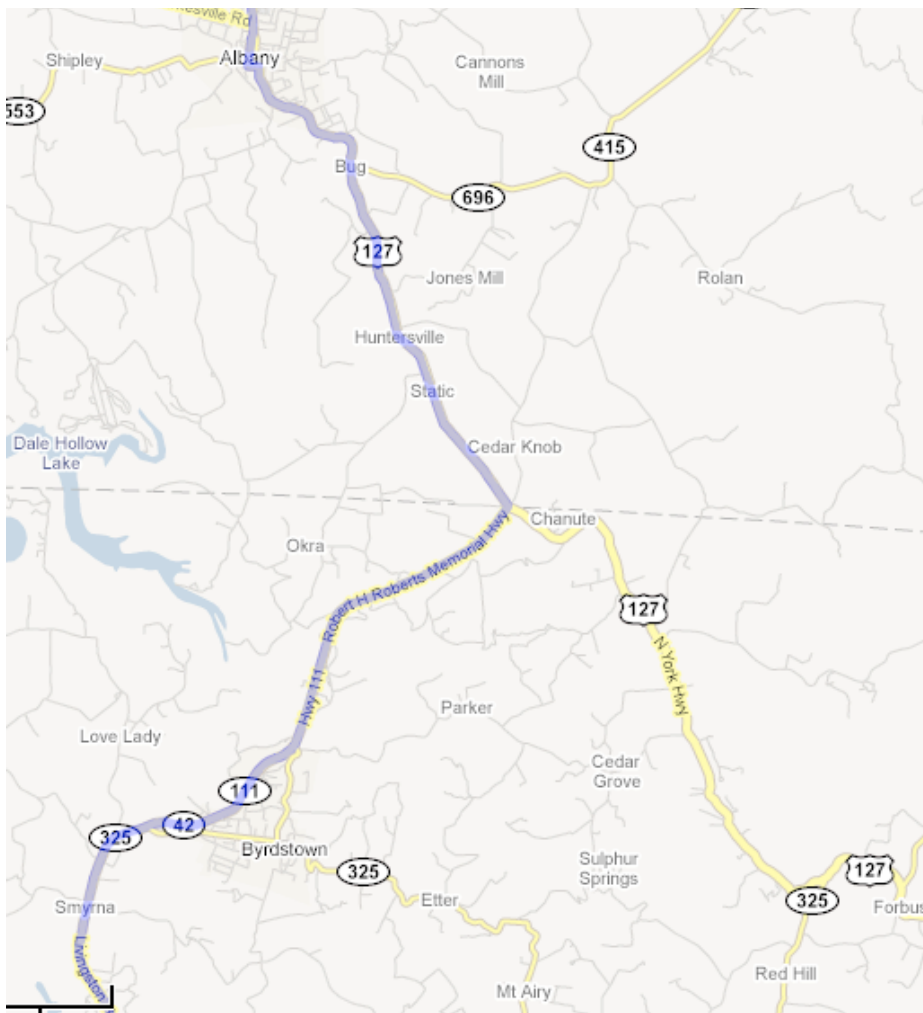 esville Rd
Albany
Shipley
Cannons
Mill
553
415
Bug
696
127
Jones Mill
Rolan
Huntersville
Static
Dale Hollow
Lake
Cedar Knob
Chanute
Okra
Robert H Roberts Memorial Hwy
127
N York Hwy
Hwy 111
Parker
Love Lady
Cedar
Grove
111
42
325
Byrdstown
325
Sulphur
Springs
127
325
Etter
Smyrna
Forbus
Livingston
Red Hill
Mt Airy